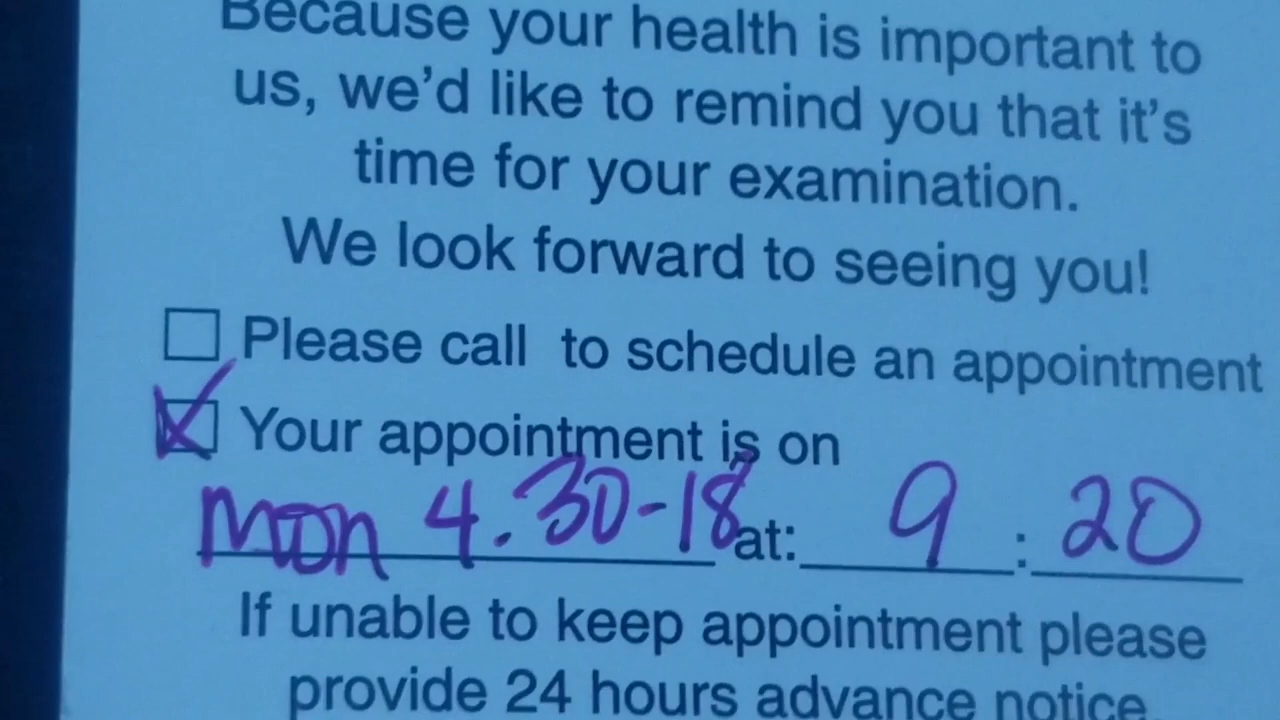 Because your health is important to
us, we'd like to remind you that it's
time for your examination.
We look forward to seeing you!
Please call to schedule an appointment
Your appointment is on
Mon 4.30-18 at: 9 : 20
If unable to keep appointment please
provide 24 hours advance notice